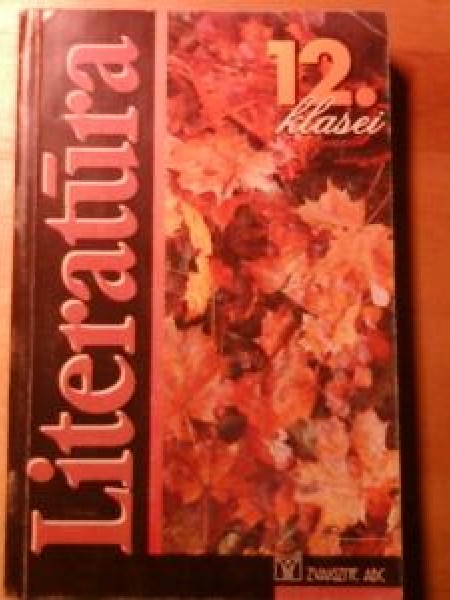 Literatūra
12.
klasei
ZVAIGZNE ABC